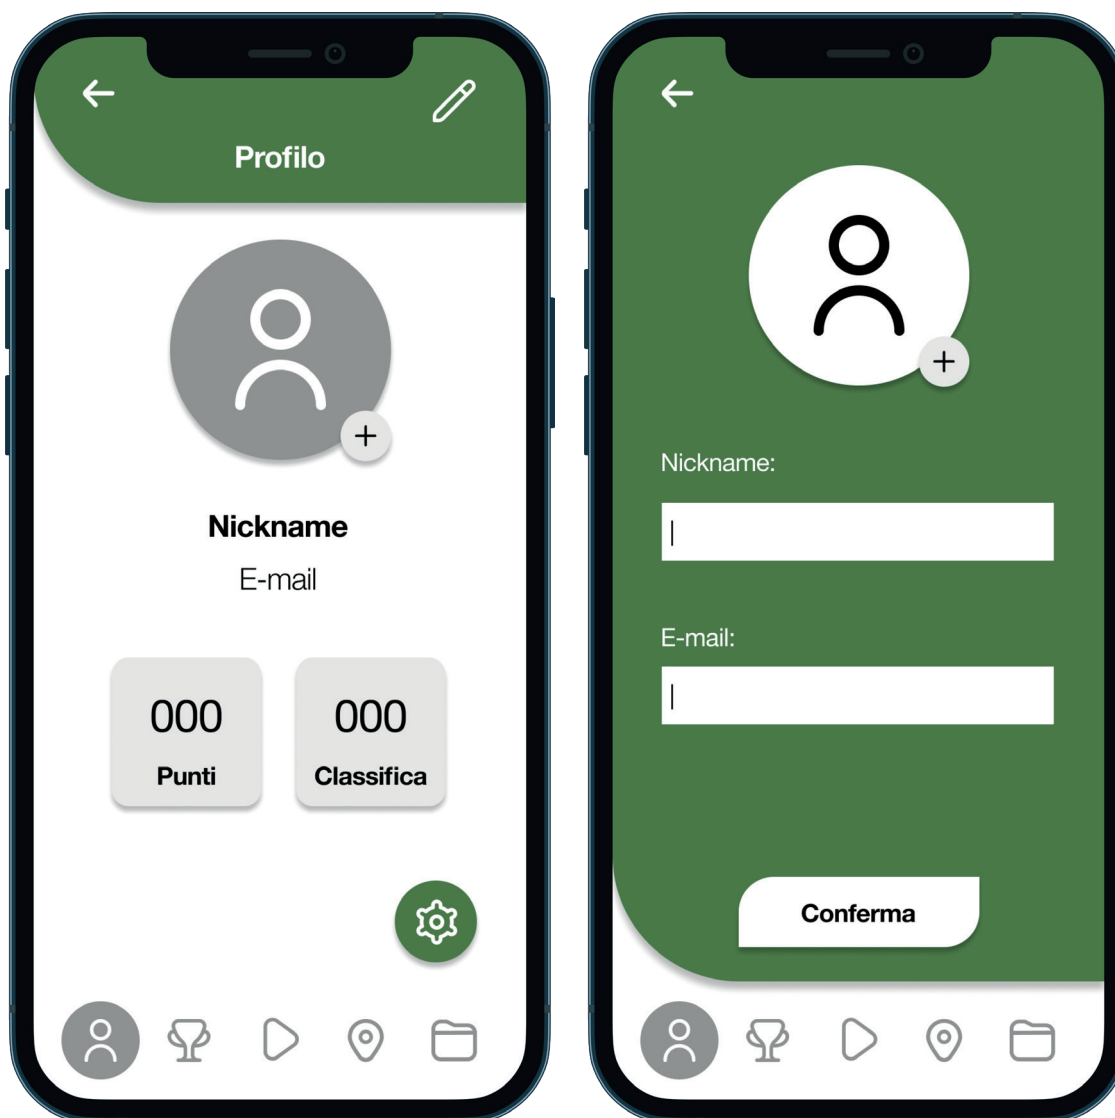 Profilo
Nickname
E-mail
000
Punti
000
Classifica
Nickname:
E-mail:
Conferma